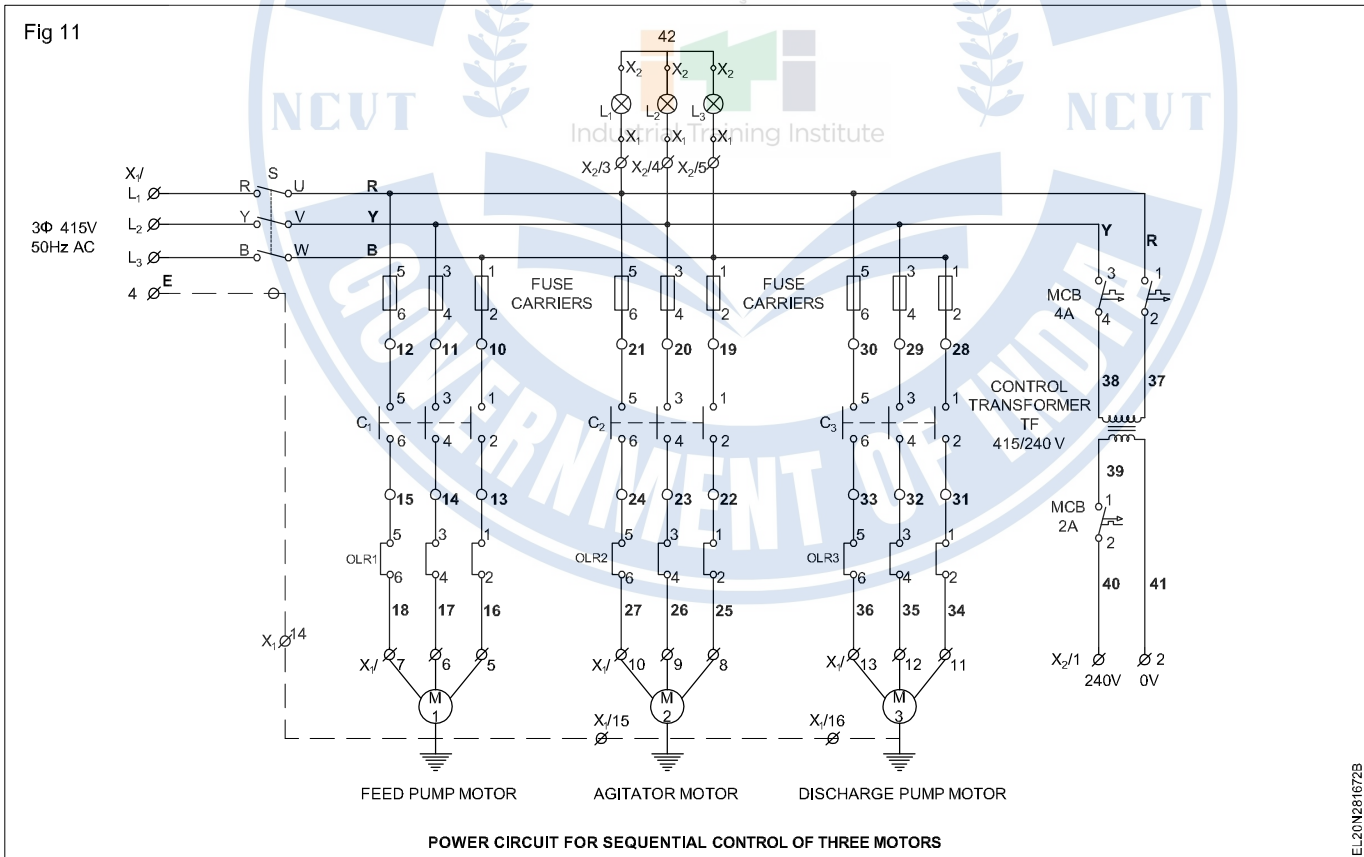 Fig 11
42
X2 X2 X2
NCVT NCVT
L1 L2 L3
Industrial Training Institute
X1 X1 X1
X2/3 X2/4 X2/5
X1/ S
L1 R U R
L2 Y V Y Y R
3Φ 415V
50Hz AC
L3 B W B
4 E
5 3 1 FUSE CARRIERS 5 3 1 FUSE CARRIERS 5 3 1 MCB 4A 3 1
6 4 2 6 4 2 6 4 2 4 2
12 11 10 21 20 19 30 29 28
38 37
CONTROL
TRANSFORMER
TF
415/240 V
GOVERNMENT OF INDIA
5 3 1 5 3 1 5 3 1
C1 C2 C3
6 4 2 6 4 2 6 4 2
39
15 14 13 24 23 22 33 32 31
MCB 2A 1
2
5 3 1 5 3 1 5 3 1
OLR1 OLR2 OLR3
6 4 2 6 4 2 6 4 2
40 41
18 17 16 27 26 25 36 35 34
X1 14
X1/ 7 6 5 X1/ 10 9 8 X1/ 13 12 11 X2/1 2
240V 0V
M 1 M 2 M 3
X1/15 X1/16
FEED PUMP MOTOR AGITATOR MOTOR DISCHARGE PUMP MOTOR
POWER CIRCUIT FOR SEQUENTIAL CONTROL OF THREE MOTORS
EL20N281672B